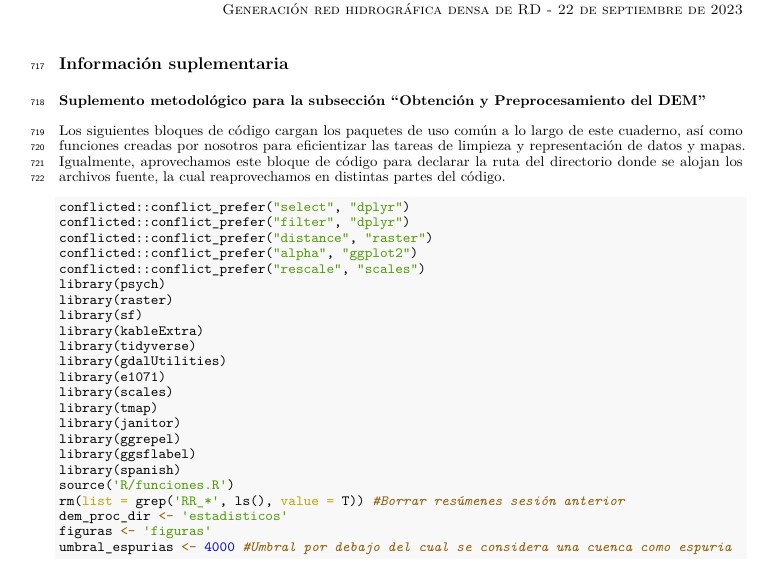 GENERACIÓN RED HIDROGRÁFICA DENSA DE RD - 22 DE SEPTIEMBRE DE 2023
717 Información suplementaria
718 Suplemento metodológico para la subsección “Obtención y Preprocesamiento del DEM”
719 Los siguientes bloques de código cargan los paquetes de uso común a lo largo de este cuaderno, así como
720 funciones creadas por nosotros para eficientizar las tareas de limpieza y representación de datos y mapas.
721 Igualmente, aprovechamos este bloque de código para declarar la ruta del directorio donde se alojan los
722 archivos fuente, la cual reaprovechamos en distintas partes del código.
conflicted::conflict_prefer("select", "dplyr")
conflicted::conflict_prefer("filter", "dplyr")
conflicted::conflict_prefer("distance", "raster")
conflicted::conflict_prefer("alpha", "ggplot2")
conflicted::conflict_prefer("rescale", "scales")
library(psych)
library(raster)
library(sf)
library(kableExtra)
library(tidyverse)
library(gdalUtilities)
library(e1071)
library(scales)
library(tmap)
library(janitor)
library(ggrepel)
library(ggsflabel)
library(spanish)
source('R/funciones.R')
rm(list = grep('RR_*', ls(), value = T)) #Borrar resúmenes sesión anterior
dem_proc_dir <- 'estadisticos'
figuras <- 'figuras'
umbral_espurias <- 4000 #Umbral por debajo del cual se considera una cuenca como espuria